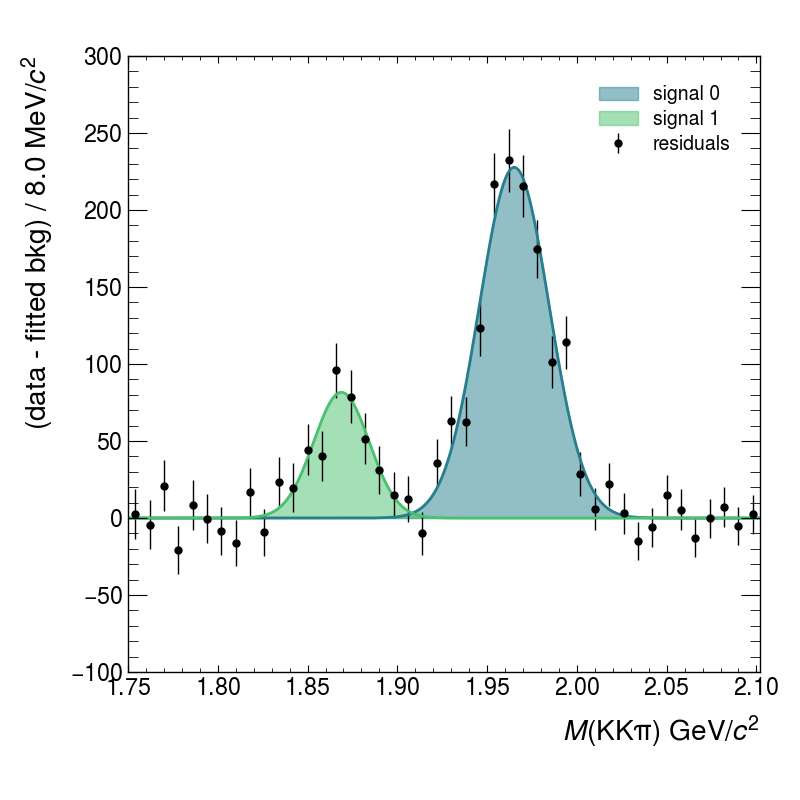 (data - fitted bkg) / 8.0 MeV/c²
300
250
200
150
100
50
0
−50
−100
signal 0
signal 1
residuals
1.75 1.80 1.85 1.90 1.95 2.00 2.05 2.10
M(KKπ) GeV/c²